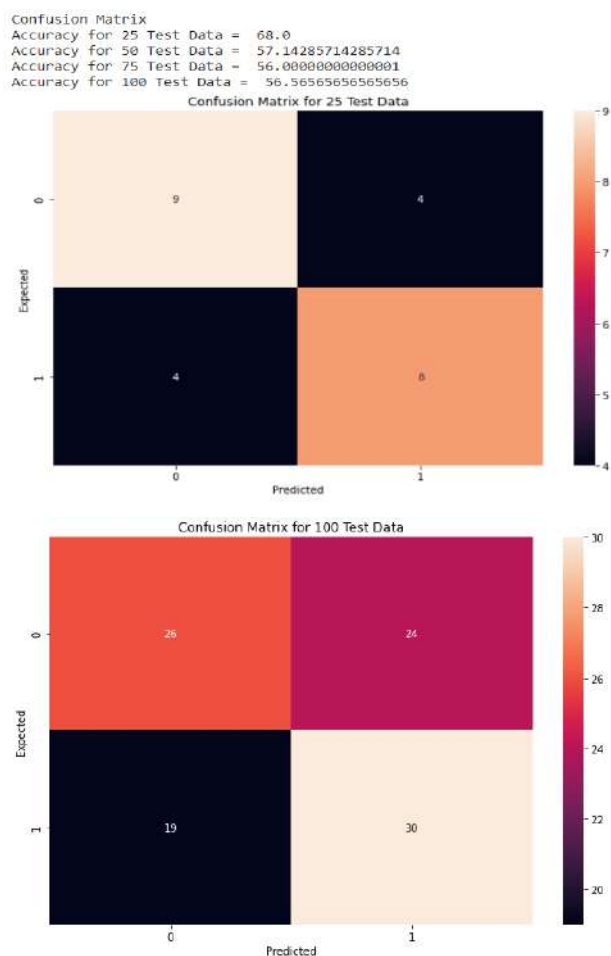 Confusion Matrix
Accuracy for 25 Test Data = 68.0
Accuracy for 50 Test Data = 57.14285714285714
Accuracy for 75 Test Data = 56.00000000000001
Accuracy for 100 Test Data = 56.56565656565656
Confusion Matrix for 25 Test Data
9
0
9
4
8
7
Expected
6
1
4
8
5
4
0
1
Predicted
Confusion Matrix for 100 Test Data
30
0
26
24
28
26
Expected
24
1
19
30
22
20
0
1
Predicted